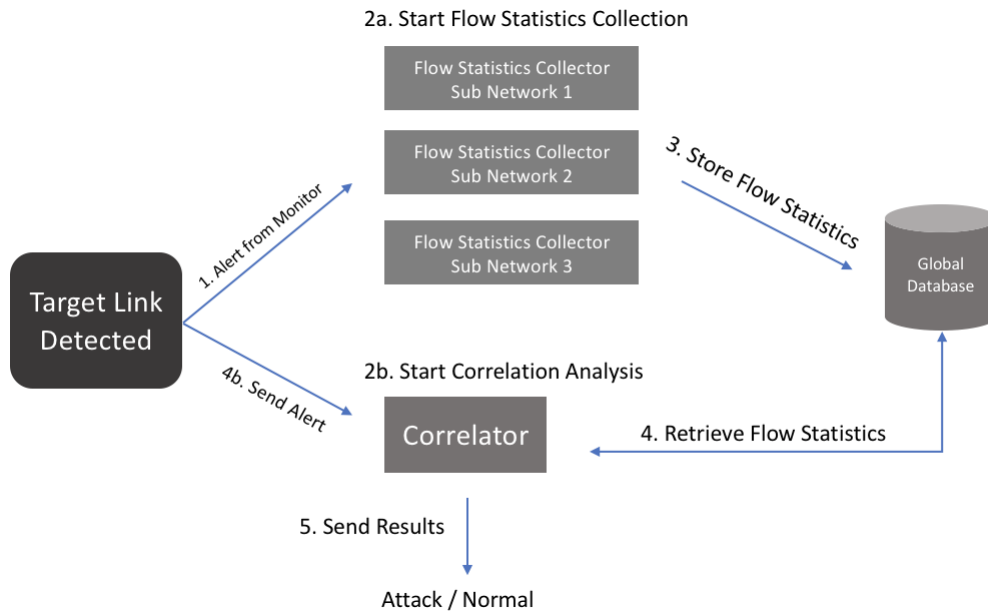 2a. Start Flow Statistics Collection
Flow Statistics Collector
Sub Network 1
Flow Statistics Collector
Sub Network 2
Flow Statistics Collector
Sub Network 3
1. Alert from Monitor
3. Store Flow Statistics
Global
Database
Target Link
Detected
4b. Send Alert
2b. Start Correlation Analysis
Correlator
4. Retrieve Flow Statistics
5. Send Results
Attack / Normal